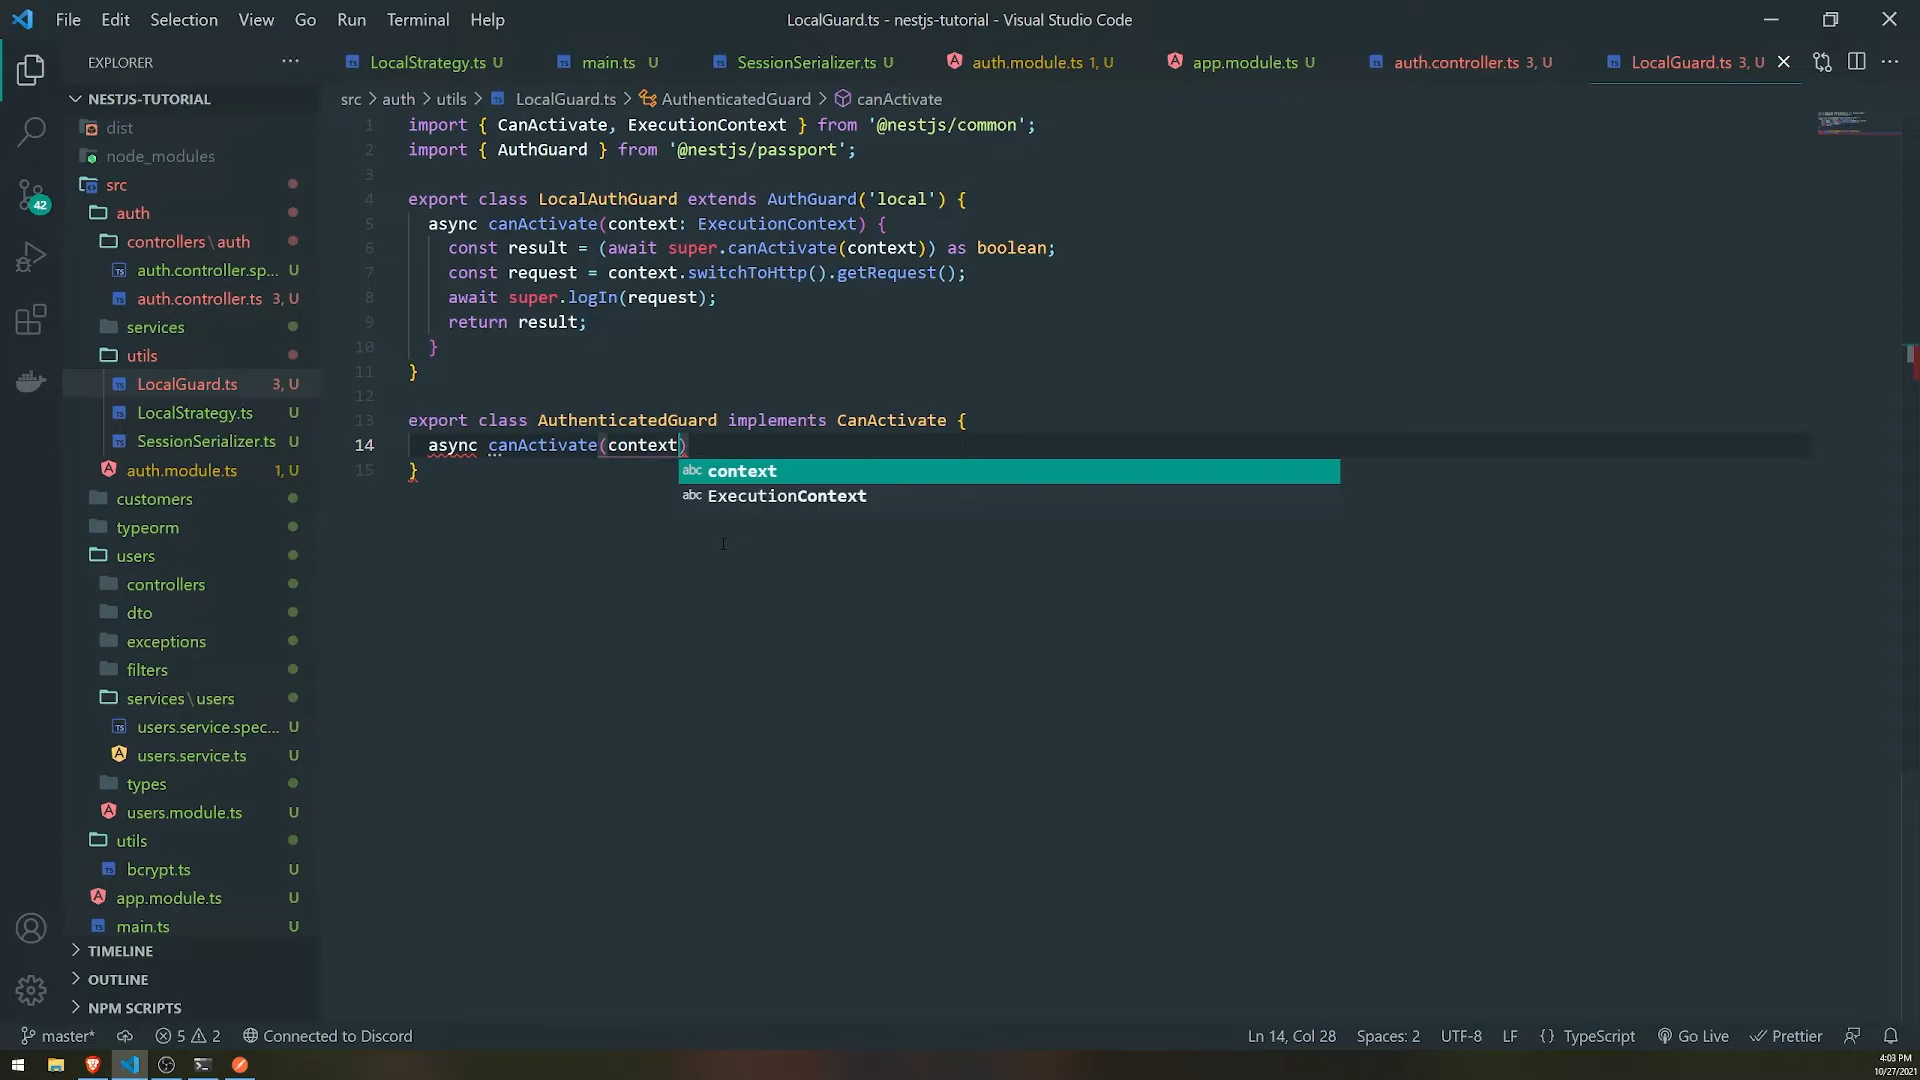 File Edit Selection View Go Run Terminal Help
LocalGuard.ts - nestjs-tutorial - Visual Studio Code
EXPLORER
LocalStrategy.ts U
main.ts U
SessionSerializer.ts U
auth.module.ts 1, U
app.module.ts U
auth.controller.ts 3, U
LocalGuard.ts 3, U
NESTJS-TUTORIAL
dist
node_modules
src
auth
controllers\auth
auth.controller.sp... U
auth.controller.ts 3, U
services
utils
LocalGuard.ts 3, U
LocalStrategy.ts U
SessionSerializer.ts U
auth.module.ts 1, U
customers
typeorm
users
controllers
dto
exceptions
filters
services\users
users.service.spec... U
users.service.ts U
types
users.module.ts U
utils
bcrypt.ts U
app.module.ts U
main.ts U
TIMELINE
OUTLINE
NPM SCRIPTS
42
src > auth > utils > LocalGuard.ts > AuthenticatedGuard > canActivate
1 import { CanActivate, ExecutionContext } from '@nestjs/common';
2 import { AuthGuard } from '@nestjs/passport';
3
4 export class LocalAuthGuard extends AuthGuard('local') {
5 async canActivate(context: ExecutionContext) {
6 const result = (await super.canActivate(context)) as boolean;
7 const request = context.switchToHttp().getRequest();
8 await super.logIn(request);
9 return result;
10 }
11 }
12
13 export class AuthenticatedGuard implements CanActivate {
14 async canActivate(context)
15 }
abc context
abc ExecutionContext
master* 5 2 Connected to Discord
Ln 14, Col 28 Spaces: 2 UTF-8 LF {} TypeScript Go Live Prettier
4:03 PM
10/27/2021